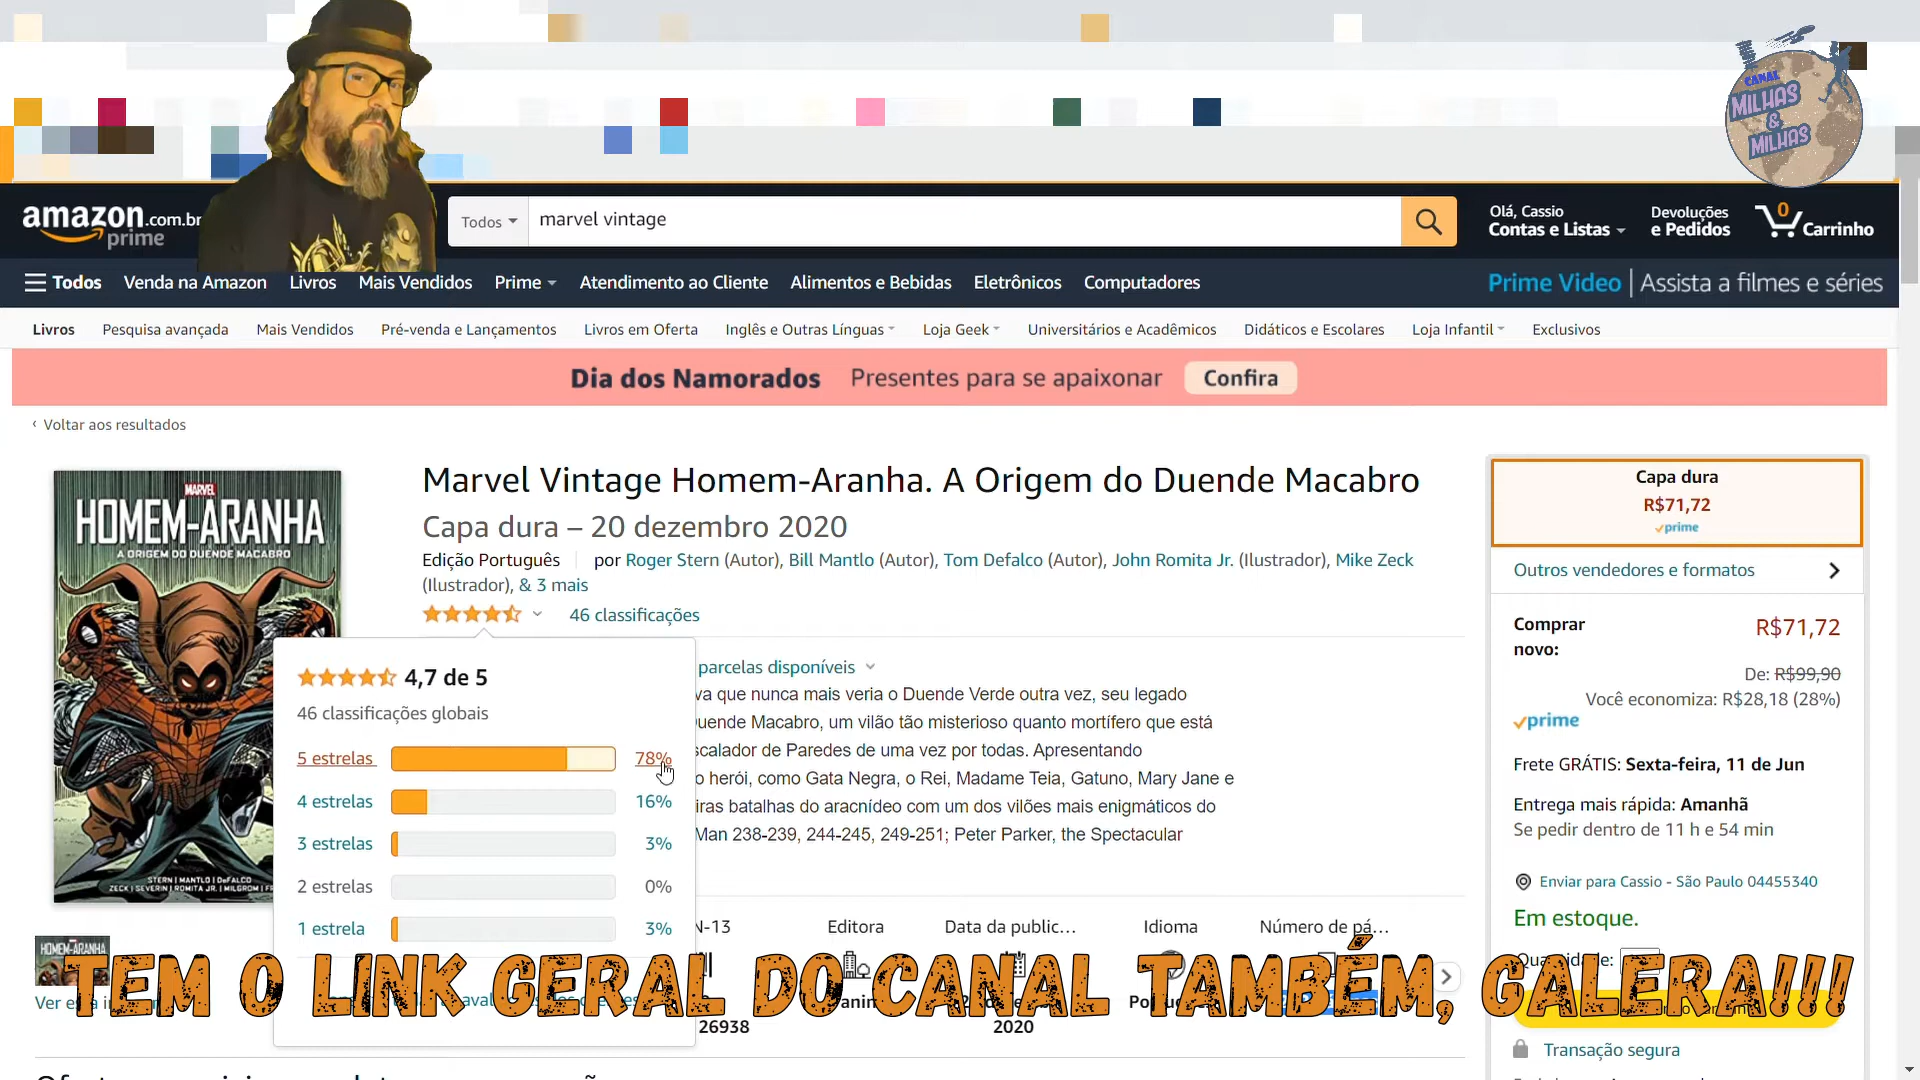 CANAL
MILHAS
&
MILHAS
amazon.com.br
prime
Todos
marvel vintage
Olá, Cassio
Contas e Listas
Devoluções
e Pedidos
0
Carrinho
Todos
Venda na Amazon
Livros
Mais Vendidos
Prime
Atendimento ao Cliente
Alimentos e Bebidas
Eletrônicos
Computadores
Prime Video | Assista a filmes e séries
Livros
Pesquisa avançada
Mais Vendidos
Pré-venda e Lançamentos
Livros em Oferta
Inglês e Outras Línguas
Loja Geek
Universitários e Acadêmicos
Didáticos e Escolares
Loja Infantil
Exclusivos
Dia dos Namorados Presentes para se apaixonar Confira
‹ Voltar aos resultados
MARVEL
HOMEM-ARANHA
A ORIGEM DO DUENDE MACABRO
STERN | MANTLO | DeFALCO
ZECK | SEVERIN | ROMITA JR. | MILGROM
Marvel Vintage Homem-Aranha. A Origem do Duende Macabro
Capa dura – 20 dezembro 2020
Edição Português por Roger Stern (Autor), Bill Mantlo (Autor), Tom Defalco (Autor), John Romita Jr. (Ilustrador), Mike Zeck
(Ilustrador), & 3 mais
46 classificações
parcelas disponíveis
que nunca mais veria o Duende Verde outra vez, seu legado
Macabro, um vilão tão misterioso quanto mortífero que está
de Paredes de uma vez por todas. Apresentando
o herói, como Gata Negra, o Rei, Madame Teia, Gatuno, Mary Jane e
batalhas do aracnídeo com um dos vilões mais enigmáticos do
Man 238-239, 244-245, 249-251; Peter Parker, the Spectacular
4,7 de 5
46 classificações globais
5 estrelas 78%
4 estrelas 16%
3 estrelas 3%
2 estrelas 0%
1 estrela 3%
N-13
Editora
Data da public...
Idioma
Número de pá...
26938
2020
HOMEM-ARANHA
TEM O LINK GERAL DO CANAL TAMBÉM, GALERA!!!
Capa dura
R$71,72
prime
Outros vendedores e formatos
Comprar
novo:
R$71,72
De: R$99,90
Você economiza: R$28,18 (28%)
prime
Frete GRÁTIS: Sexta-feira, 11 de Jun
Entrega mais rápida: Amanhã
Se pedir dentro de 11 h e 54 min
Enviar para Cassio - São Paulo 04455340
Em estoque.
Transação segura